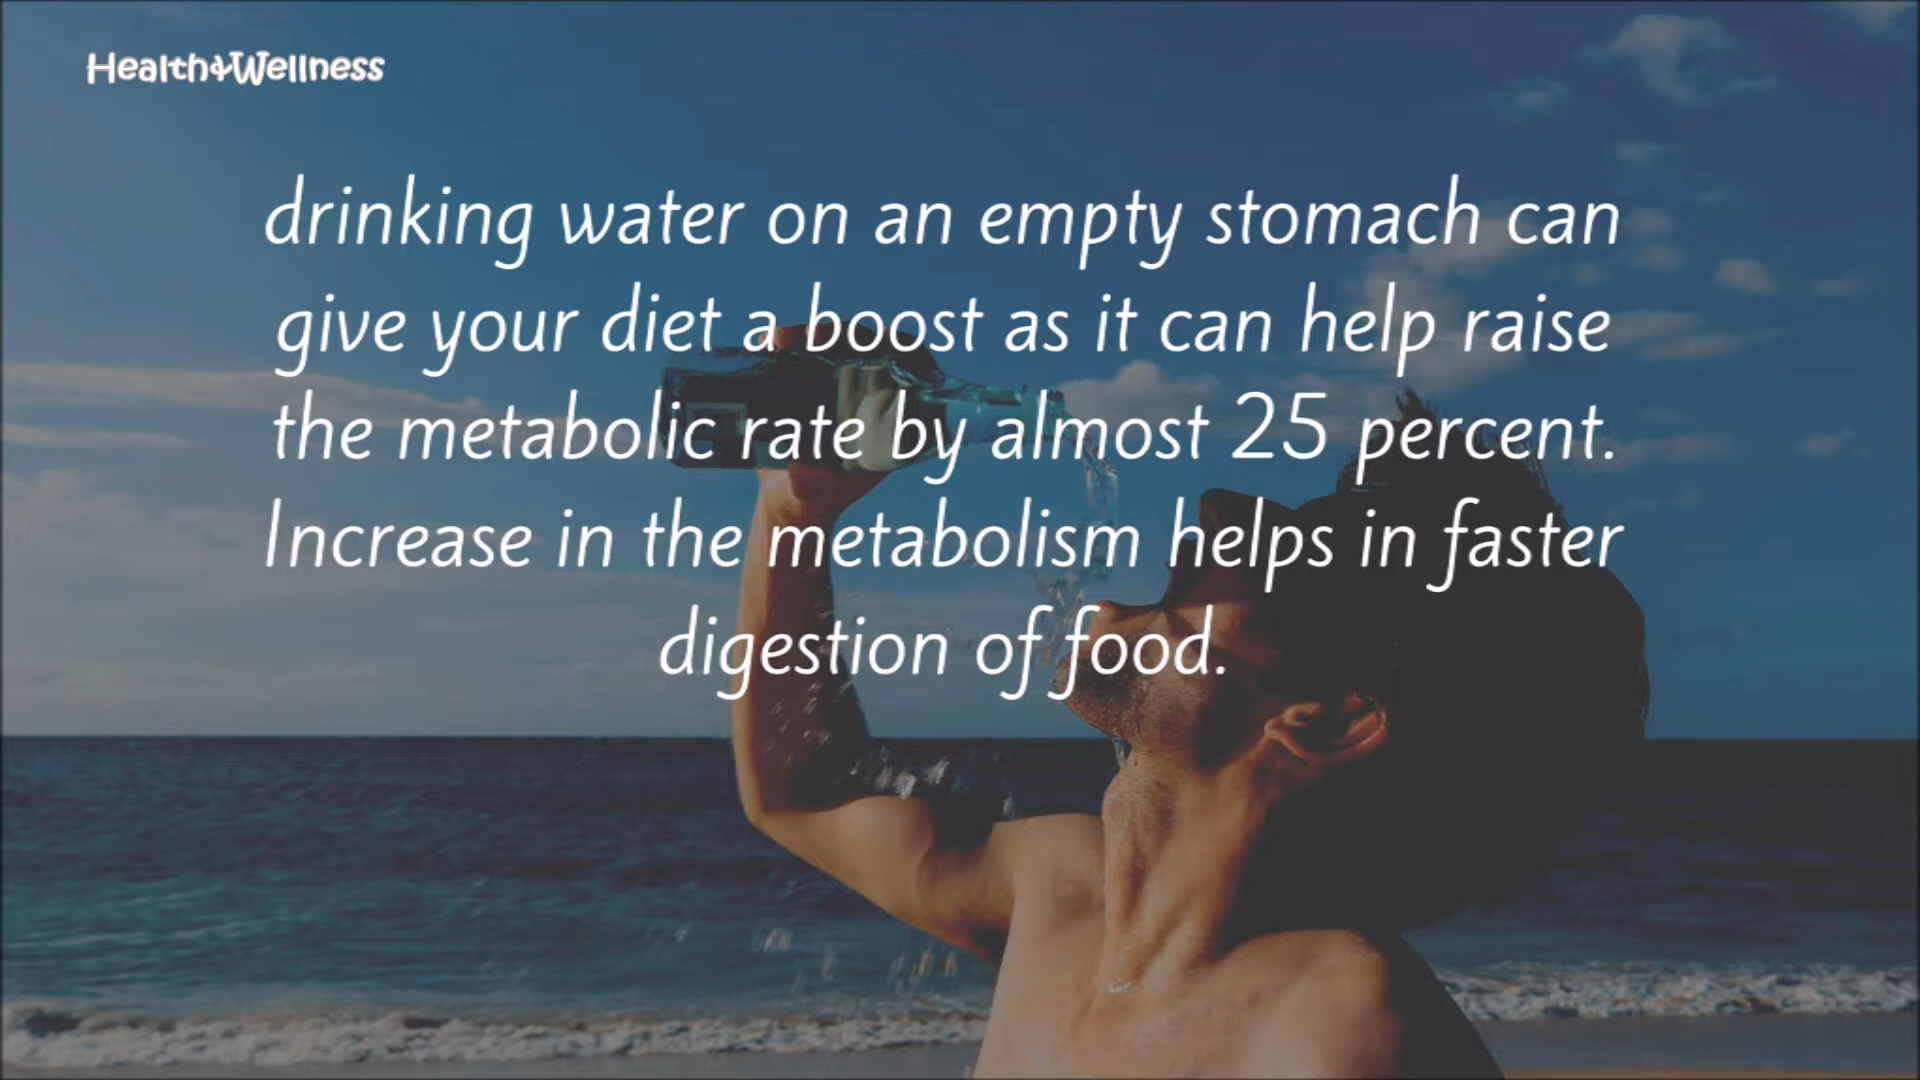 Health&Wellness
drinking water on an empty stomach can
give your diet a boost as it can help raise
the metabolic rate by almost 25 percent.
Increase in the metabolism helps in faster
digestion of food.